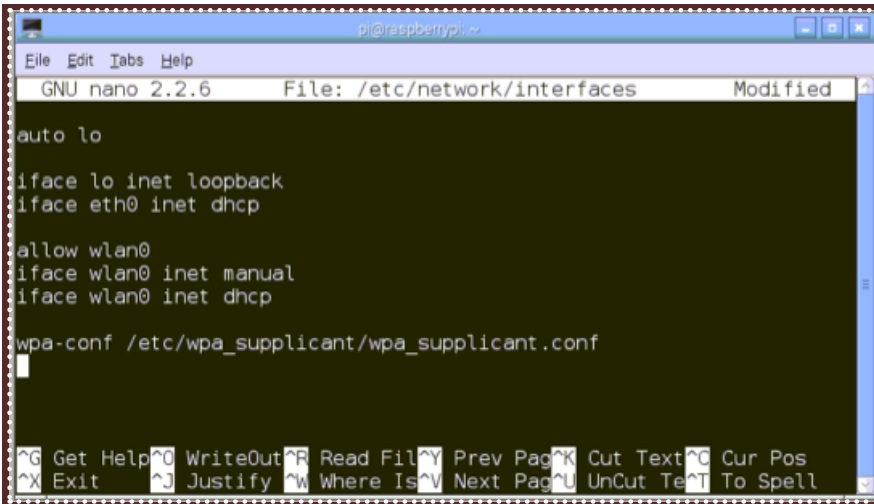 pi@raspberrypi: ~
File Edit Tabs Help
GNU nano 2.2.6 File: /etc/network/interfaces Modified
auto lo
iface lo inet loopback
iface eth0 inet dhcp
allow wlan0
iface wlan0 inet manual
iface wlan0 inet dhcp
wpa-conf /etc/wpa_supplicant/wpa_supplicant.conf
^G Get Help^O WriteOut^R Read Fil^Y Prev Pag^K Cut Text^C Cur Pos
^X Exit ^J Justify ^W Where Is^V Next Pag^U UnCut Te^T To Spell